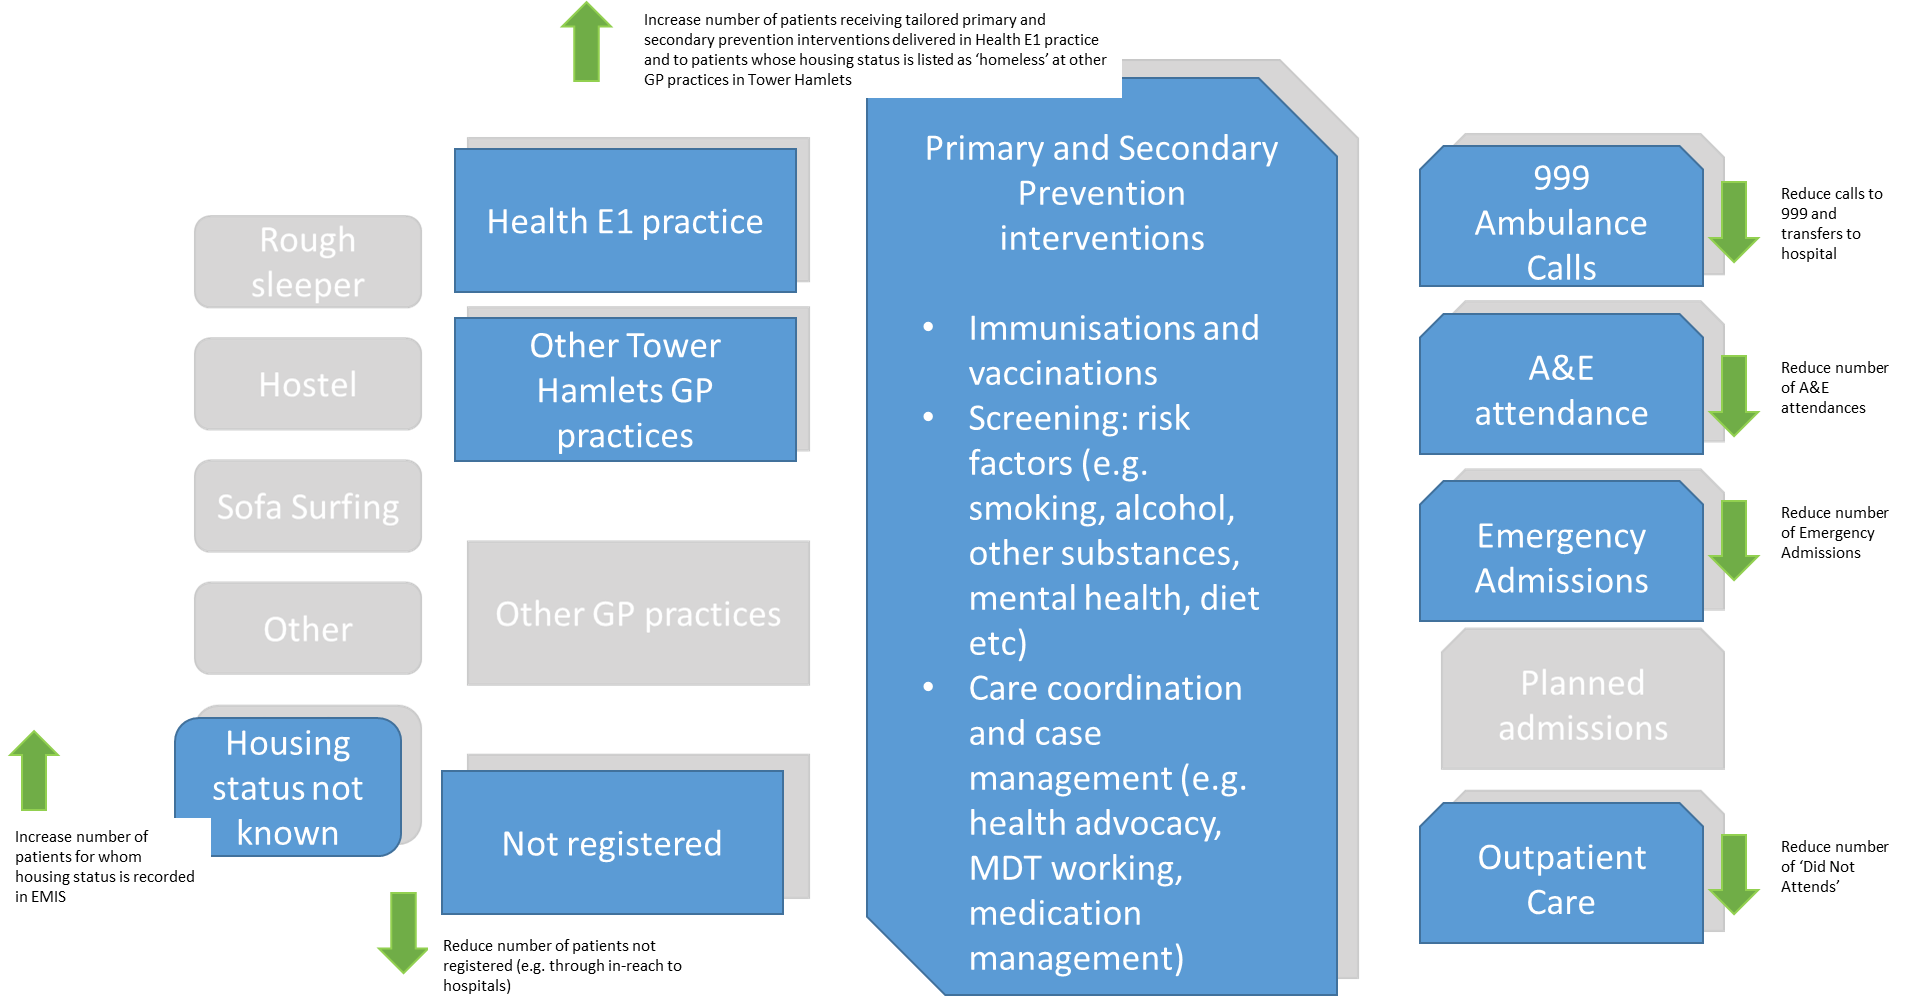 Increase number of patients receiving tailored primary and
secondary prevention interventions delivered in Health E1 practice
and to patients whose housing status is listed as ‘homeless’ at other
GP practices in Tower Hamlets
Rough
sleeper
Hostel
Sofa Surfing
Other
Housing
status not
known
Increase number of
patients for whom
housing status is recorded
in EMIS
Health E1 practice
Other Tower
Hamlets GP
practices
Other GP practices
Not registered
Reduce number of patients not
registered (e.g. through in-reach to
hospitals)
Primary and Secondary
Prevention
interventions
• Immunisations and
vaccinations
• Screening: risk
factors (e.g.
smoking, alcohol,
other substances,
mental health, diet
etc)
• Care coordination
and case
management (e.g.
health advocacy,
MDT working,
medication
management)
999
Ambulance
Calls
Reduce calls to
999 and
transfers to
hospital
A&E
attendance
Reduce number
of A&E
attendances
Emergency
Admissions
Reduce number
of Emergency
Admissions
Planned
admissions
Outpatient
Care
Reduce number
of ‘Did Not
Attends’